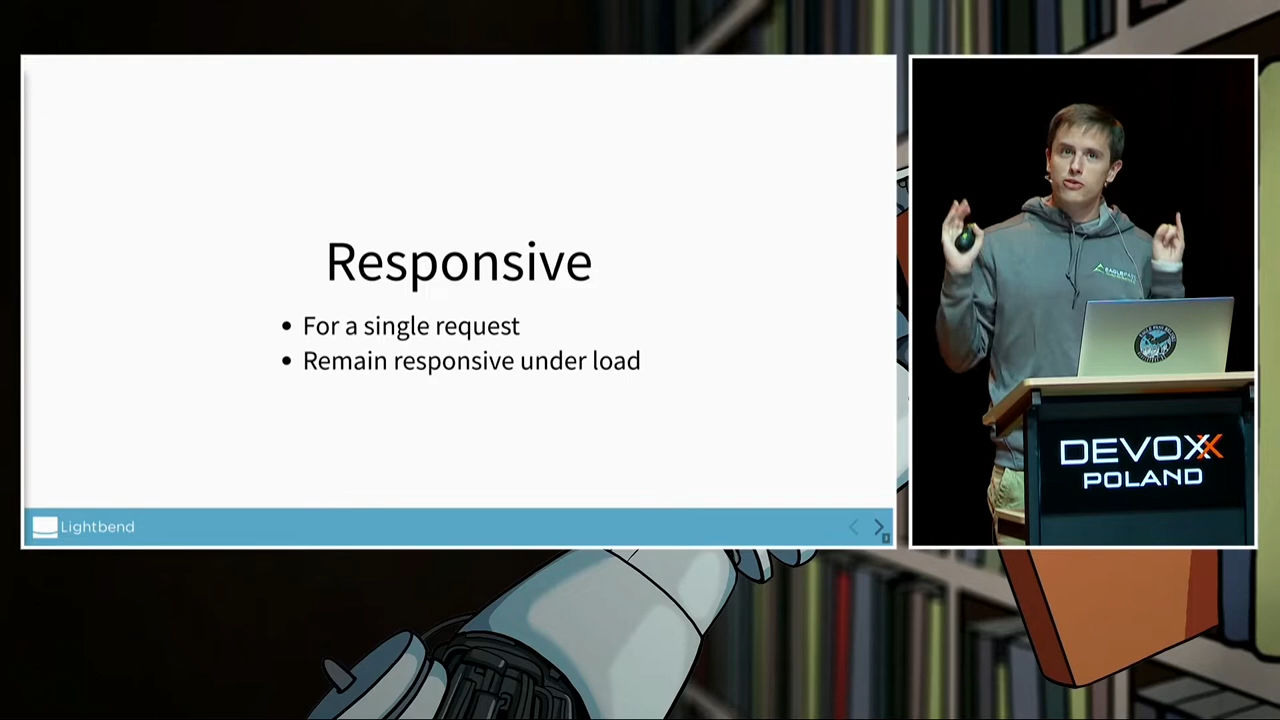 Responsive
For a single request
Remain responsive under load
Lightbend
DEVOXX
POLAND